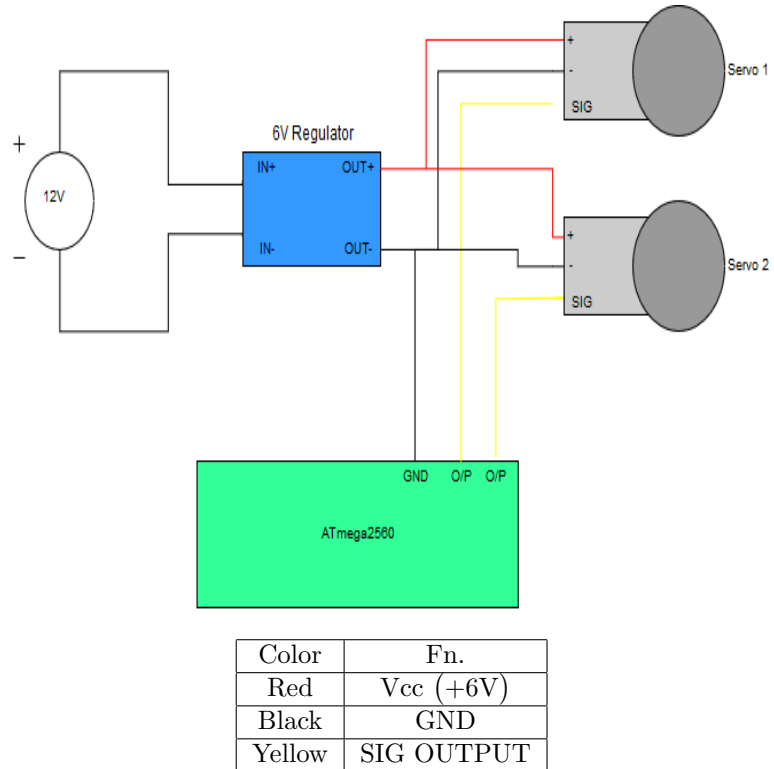 +
-
SIG
Servo 1
6V Regulator
+
12V
−
IN+ OUT+
IN- OUT-
+
-
SIG
Servo 2
GND O/P O/P
ATmega2560
Color Fn.
Red Vcc (+6V)
Black GND
Yellow SIG OUTPUT